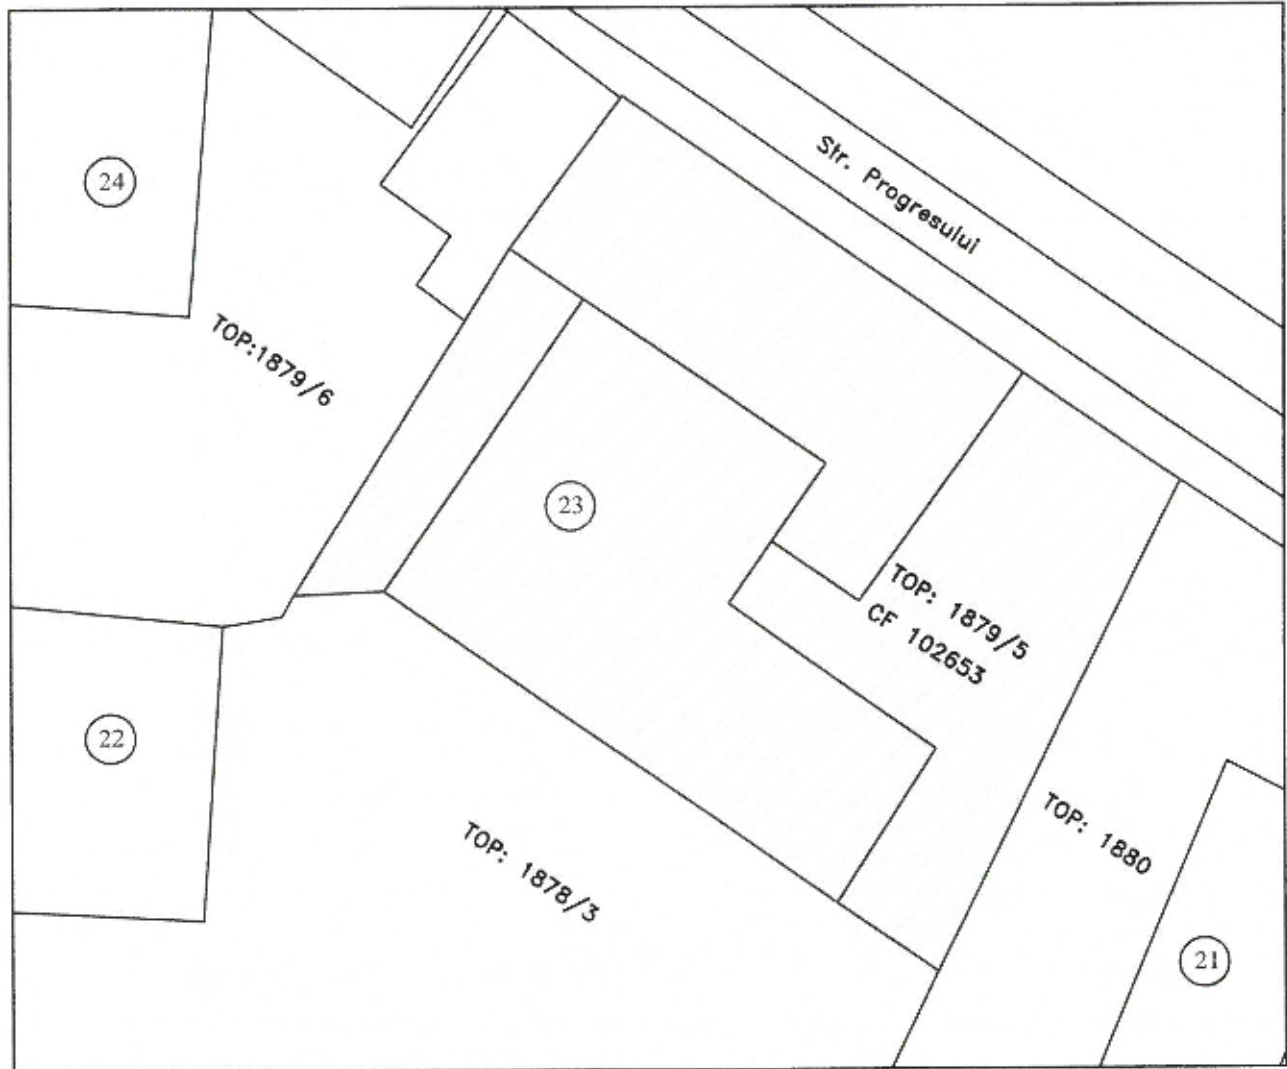 Str. Progresului
24
TOP:1879/6
23
TOP: 1879/5
CF 102653
22
TOP: 1878/3
TOP: 1880
21